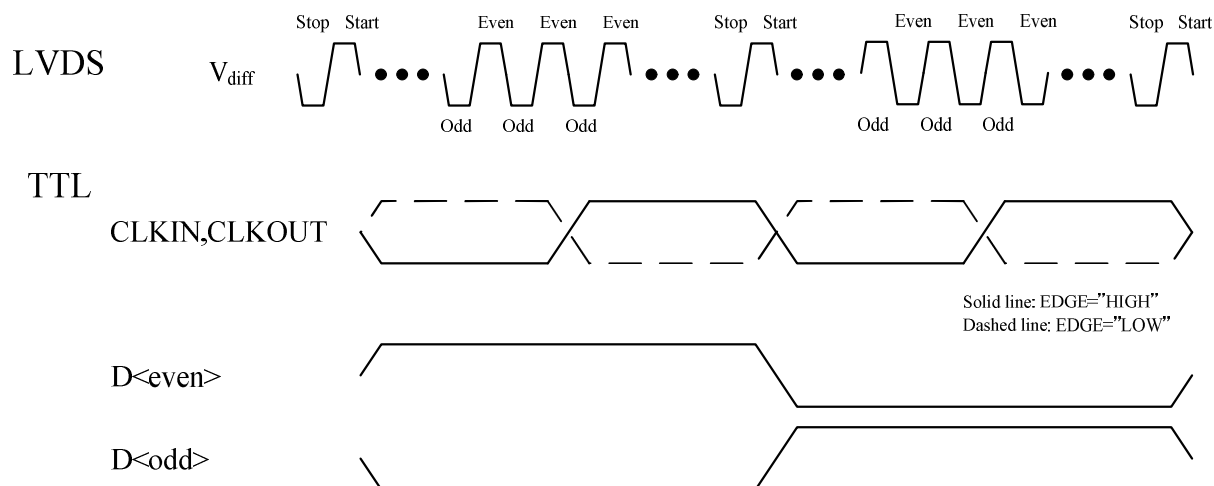 Stop Start Even Even Even Stop Start Even Even Even Stop Start
LVDS
Vdiff
Odd Odd Odd Odd Odd Odd
TTL
CLKIN,CLKOUT
Solid line: EDGE="HIGH"
Dashed line: EDGE="LOW"
D<even>
D<odd>